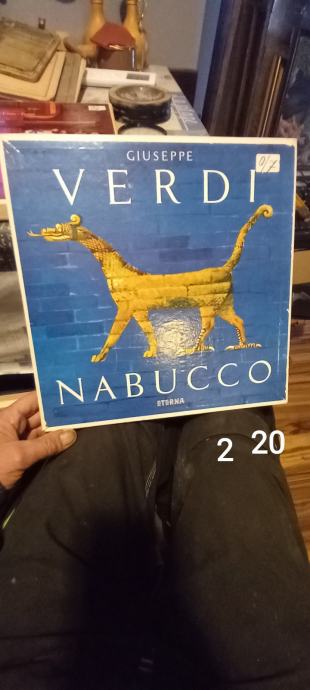 GIUSEPPE
VERDI
NABUCCO
ETERNA
2 20